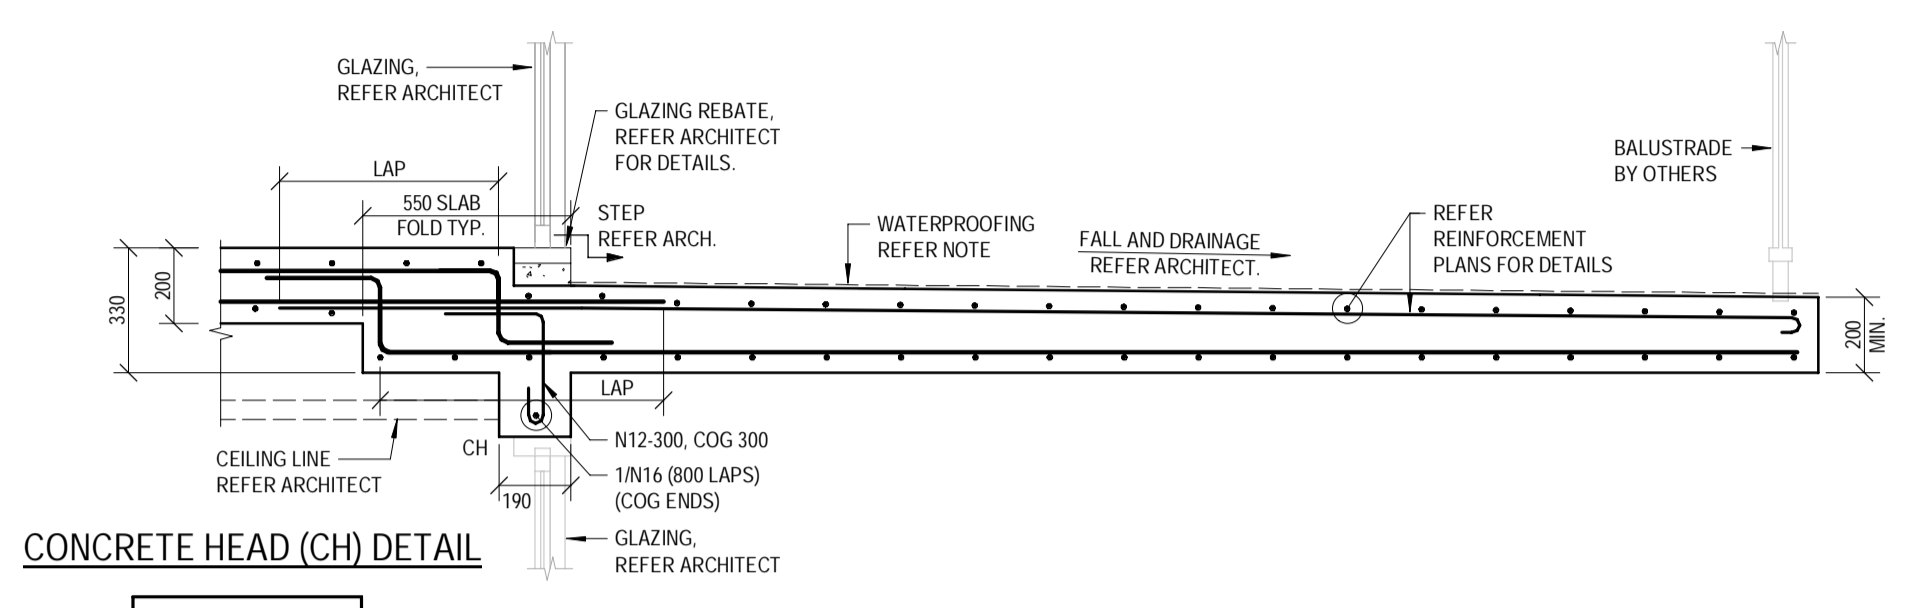 GLAZING,
REFER ARCHITECT
GLAZING REBATE,
REFER ARCHITECT
FOR DETAILS.
BALUSTRADE
BY OTHERS
LAP
550 SLAB
FOLD TYP.
STEP
REFER ARCH.
WATERPROOFING
REFER NOTE
FALL AND DRAINAGE
REFER ARCHITECT.
REFER
REINFORCEMENT
PLANS FOR DETAILS
330
200
200
MIN.
LAP
CEILING LINE
REFER ARCHITECT
CH
190
N12-300, COG 300
1/N16 (800 LAPS)
(COG ENDS)
GLAZING,
REFER ARCHITECT
CONCRETE HEAD (CH) DETAIL